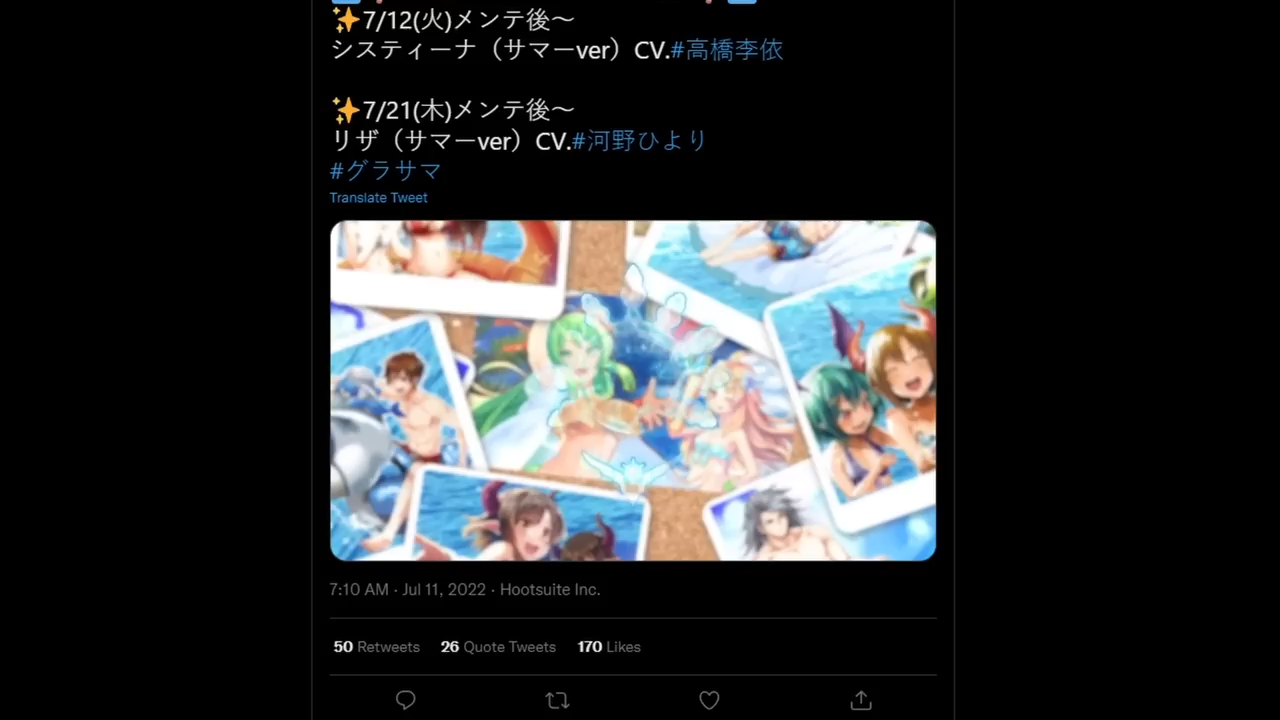 ✨7/12(火)メンテ後〜
システィーナ（サマーver）CV.#高橋李依
✨7/21(木)メンテ後〜
リザ（サマーver）CV.#河野ひより
#グラサマ
Translate Tweet
7:10 AM · Jul 11, 2022 · Hootsuite Inc.
50 Retweets 26 Quote Tweets 170 Likes